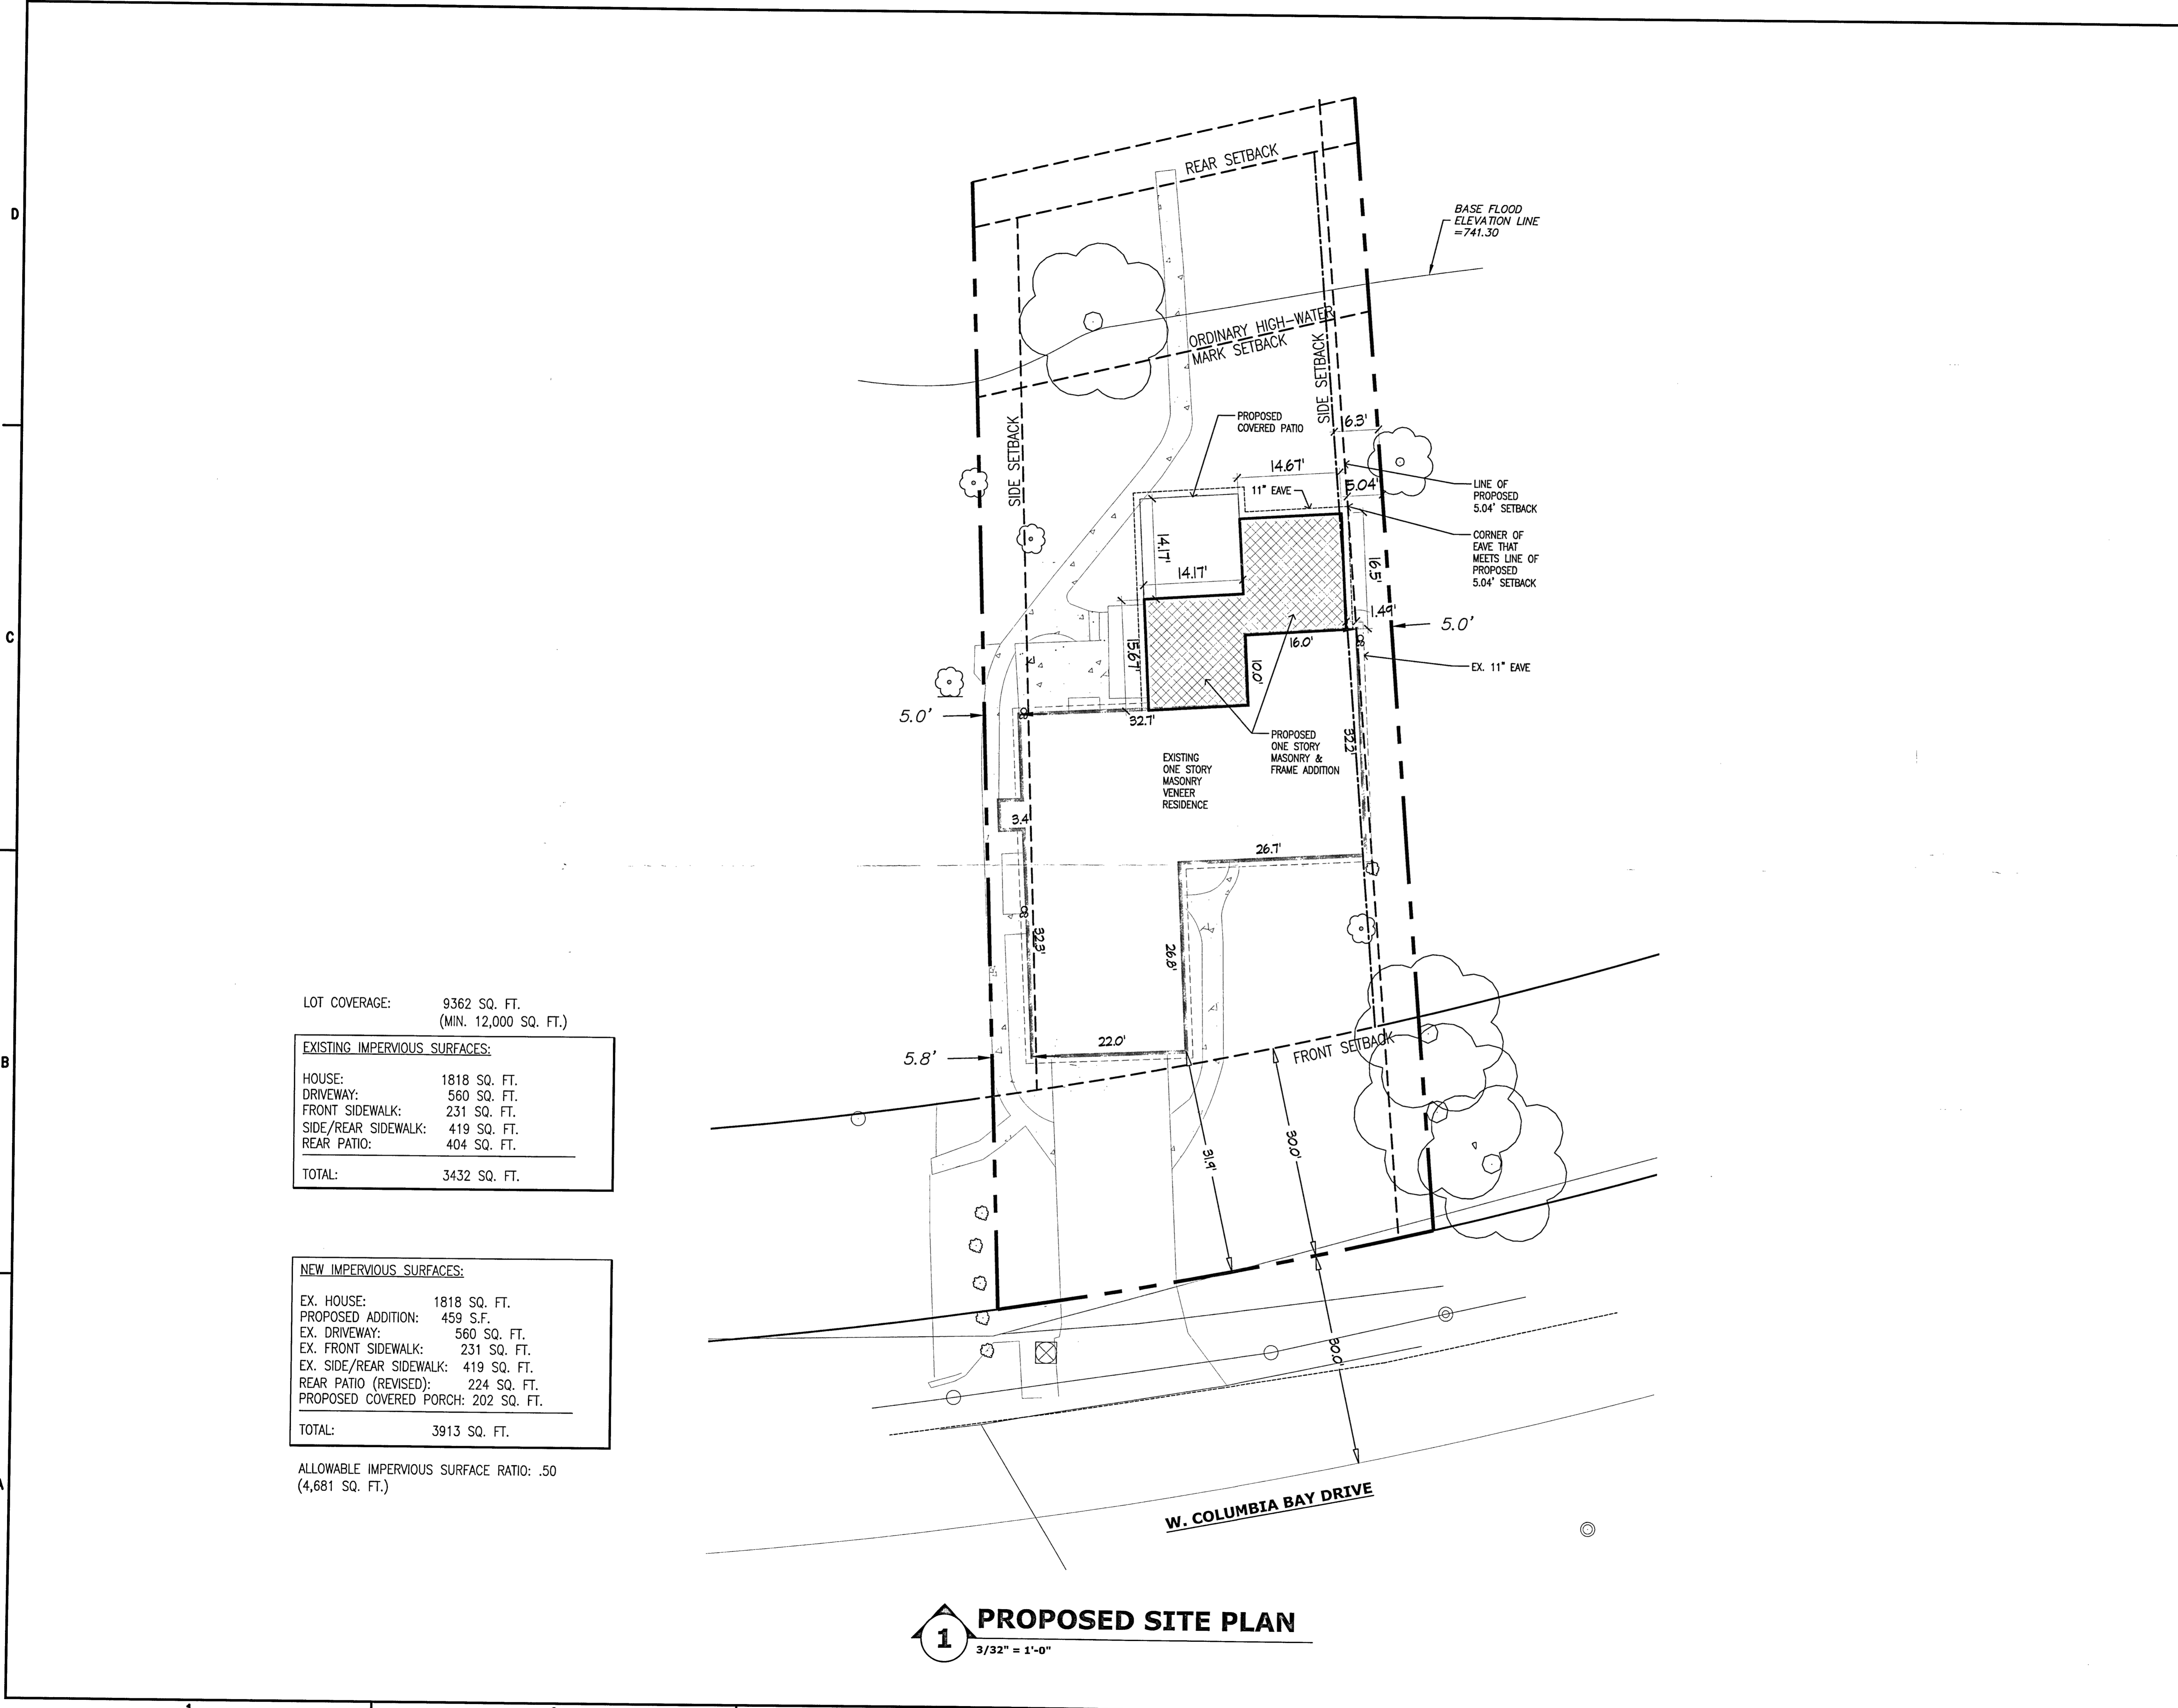 D
C
B
REAR SETBACK
BASE FLOOD
ELEVATION LINE
=741.30
ORDINARY HIGH-WATER
MARK SETBACK
SIDE SETBACK
SIDE SETBACK
PROPOSED
COVERED PATIO
6.3'
14.67'
11" EAVE
5.04'
LINE OF
PROPOSED
5.04' SETBACK
CORNER OF
EAVE THAT
MEETS LINE OF
PROPOSED
5.04' SETBACK
14.17'
14.17'
16.5'
1.49'
5.0'
15.67'
16.0'
10.0'
EX. 11" EAVE
5.0'
32.7'
32.2'
PROPOSED
ONE STORY
MASONRY &
FRAME ADDITION
EXISTING
ONE STORY
MASONRY
VENEER
RESIDENCE
3.4'
26.7'
32.3'
26.8'
22.0'
5.8'
FRONT SETBACK
31.9'
30.0'
30.0'
LOT COVERAGE: 9362 SQ. FT.
(MIN. 12,000 SQ. FT.)
EXISTING IMPERVIOUS SURFACES:
HOUSE: 1818 SQ. FT.
DRIVEWAY: 560 SQ. FT.
FRONT SIDEWALK: 231 SQ. FT.
SIDE/REAR SIDEWALK: 419 SQ. FT.
REAR PATIO: 404 SQ. FT.
TOTAL: 3432 SQ. FT.
NEW IMPERVIOUS SURFACES:
EX. HOUSE: 1818 SQ. FT.
PROPOSED ADDITION: 459 S.F.
EX. DRIVEWAY: 560 SQ. FT.
EX. FRONT SIDEWALK: 231 SQ. FT.
EX. SIDE/REAR SIDEWALK: 419 SQ. FT.
REAR PATIO (REVISED): 224 SQ. FT.
PROPOSED COVERED PORCH: 202 SQ. FT.
TOTAL: 3913 SQ. FT.
ALLOWABLE IMPERVIOUS SURFACE RATIO: .50
(4,681 SQ. FT.)
W. COLUMBIA BAY DRIVE
1
PROPOSED SITE PLAN
3/32" = 1'-0"